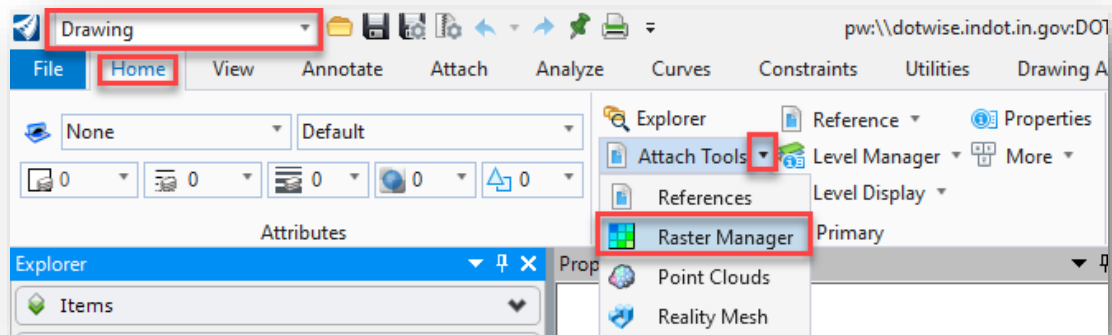 Drawing pw:\\dotwise.indot.in.gov:DOT
File Home View Annotate Attach Analyze Curves Constraints Utilities Drawing A
None Default Explorer Reference Properties
Attach Tools Level Manager More
0 0 0 0 0 References Level Display
Attributes Raster Manager Primary
Explorer Prop Point Clouds
Items Reality Mesh